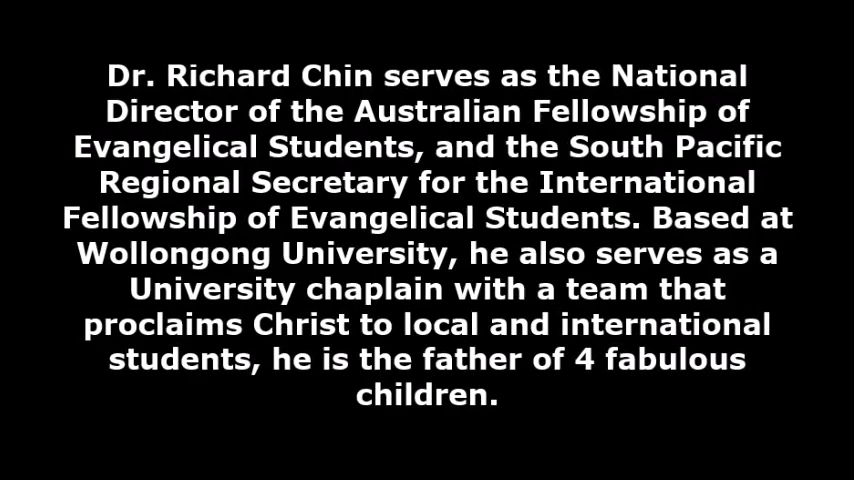 Dr. Richard Chin serves as the National
Director of the Australian Fellowship of
Evangelical Students, and the South Pacific
Regional Secretary for the International
Fellowship of Evangelical Students. Based at
Wollongong University, he also serves as a
University chaplain with a team that
proclaims Christ to local and international
students, he is the father of 4 fabulous
children.